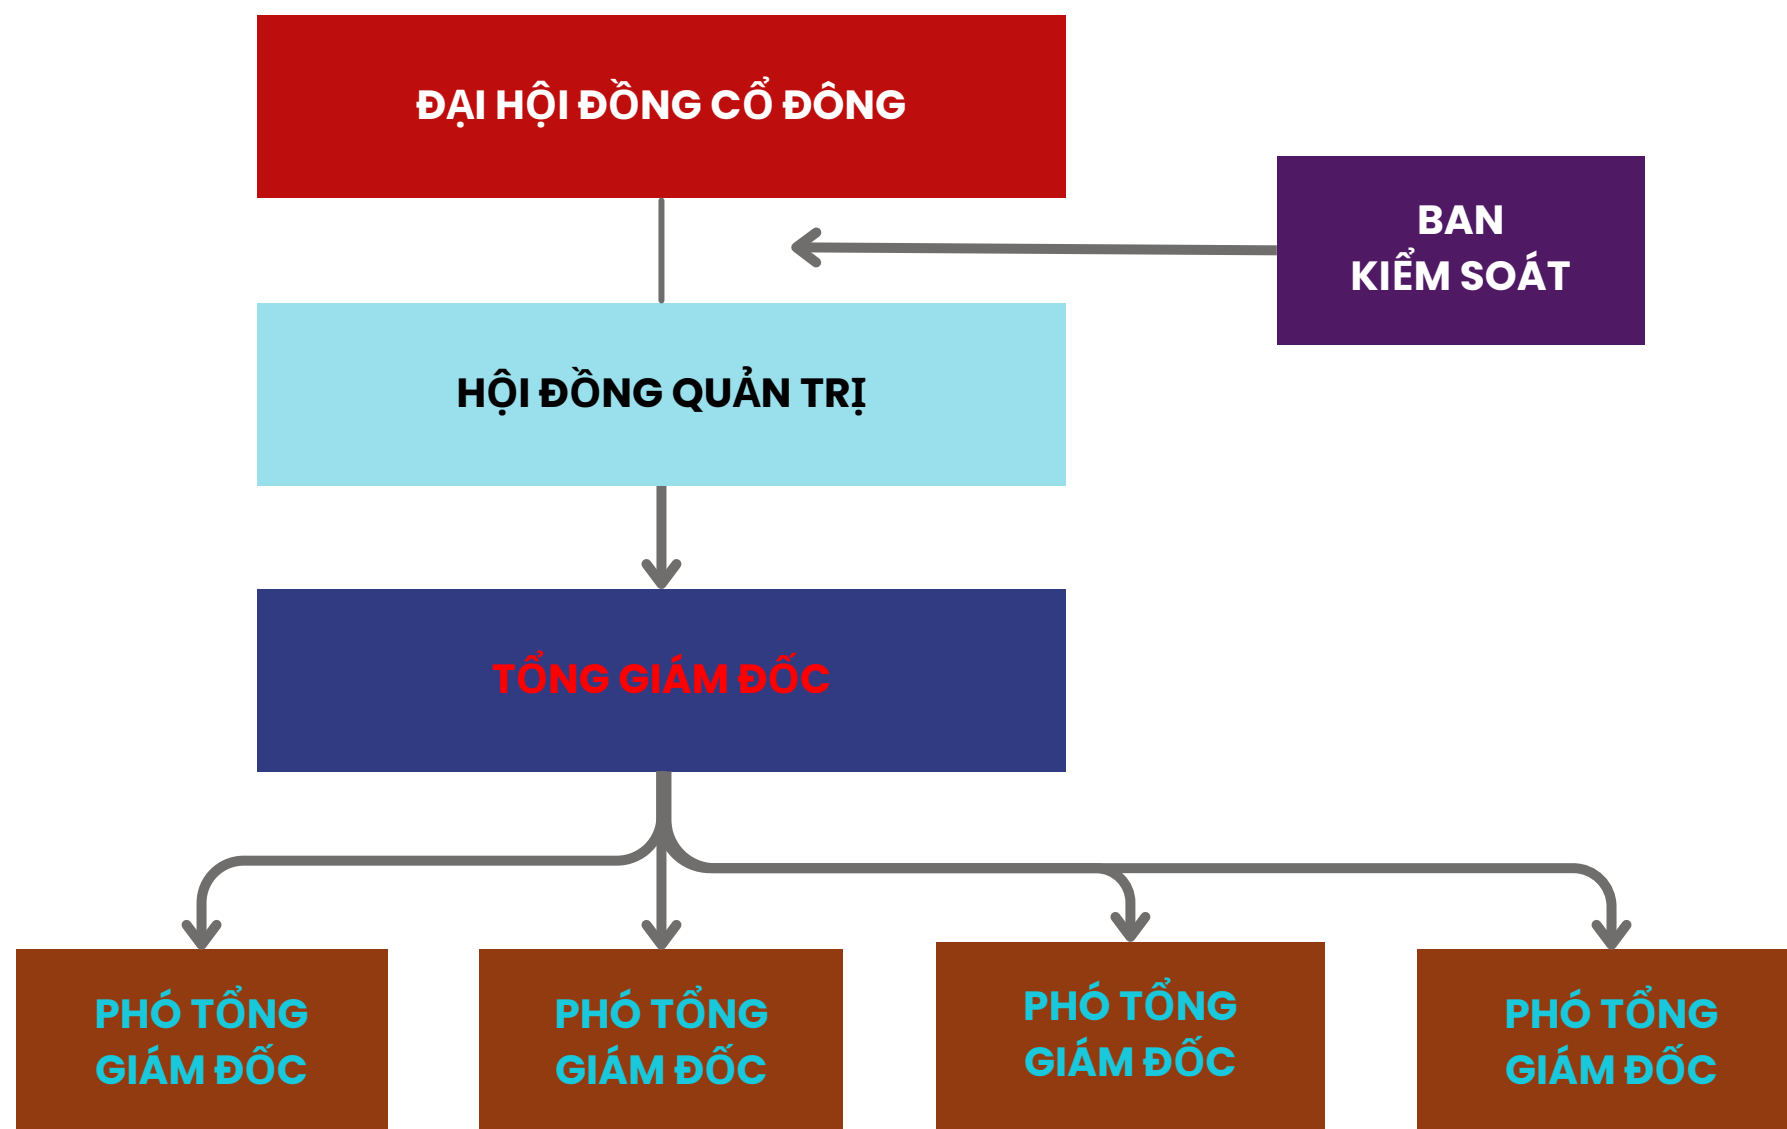 ĐẠI HỘI ĐỒNG CỔ ĐÔNG
BAN
KIỂM SOÁT
HỘI ĐỒNG QUẢN TRỊ
TỔNG GIÁM ĐỐC
PHÓ TỔNG
GIÁM ĐỐC
PHÓ TỔNG
GIÁM ĐỐC
PHÓ TỔNG
GIÁM ĐỐC
PHÓ TỔNG
GIÁM ĐỐC